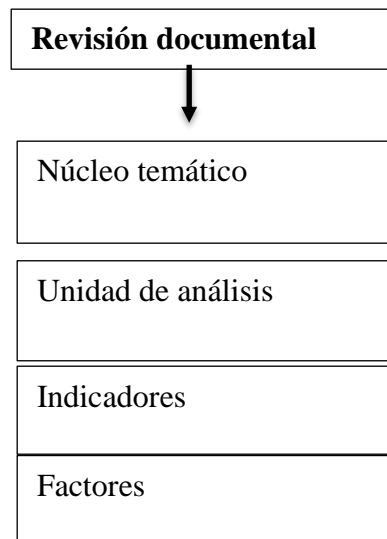 Revisión documental
Núcleo temático
Unidad de análisis
Indicadores
Factores